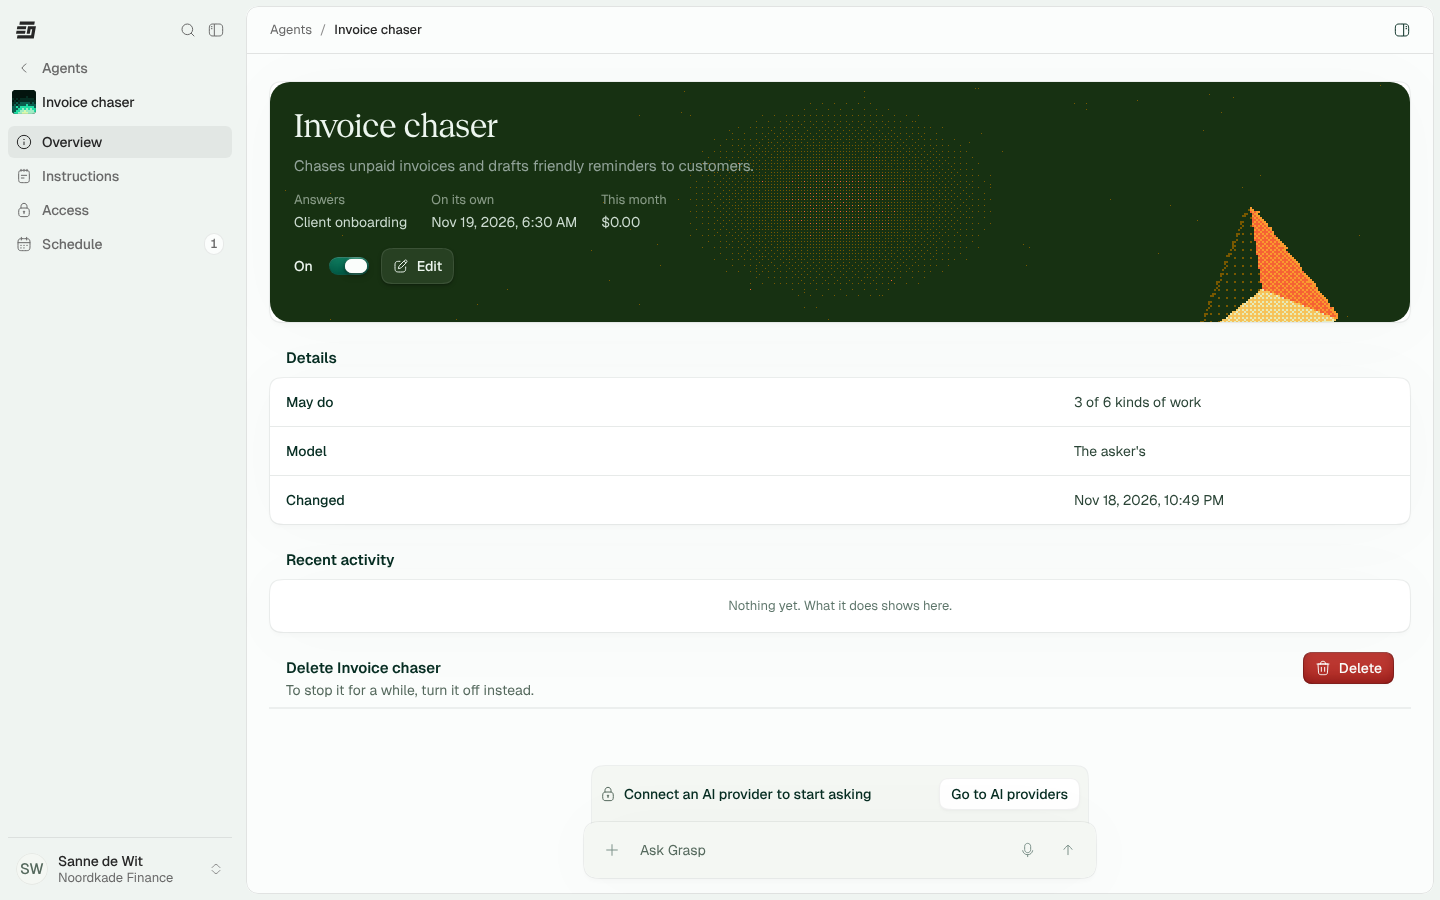 Agents
Invoice chaser
Overview
Instructions
Access
Schedule
1
SW
Sanne de Wit
Noordkade Finance
Agents / Invoice chaser
Invoice chaser
Chases unpaid invoices and drafts friendly reminders to customers.
Answers
Client onboarding
On its own
Nov 19, 2026, 6:30 AM
This month
$0.00
On
Edit
Details
May do
3 of 6 kinds of work
Model
The asker's
Changed
Nov 18, 2026, 10:49 PM
Recent activity
Nothing yet. What it does shows here.
Delete Invoice chaser
To stop it for a while, turn it off instead.
Delete
Connect an AI provider to start asking
Go to AI providers
Ask Grasp